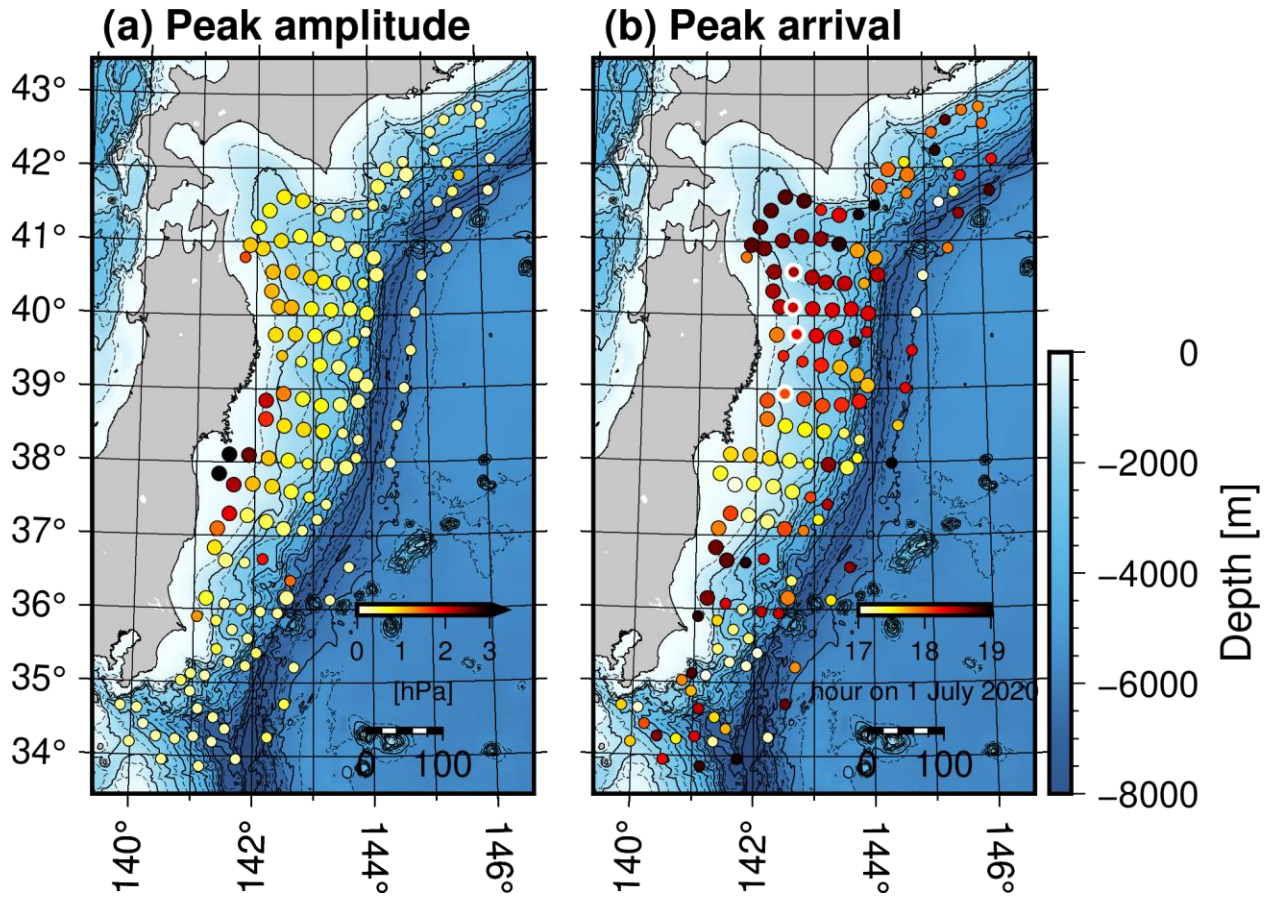 (a) Peak amplitude
(b) Peak arrival
43°
42°
41°
40°
39°
38°
37°
36°
35°
34°
0 1 2 3
[hPa]
0 100
140° 142° 144° 146°
17 18 19
hour on 1 July 2020
0 100
140° 142° 144° 146°
0
−2000
−4000
−6000
−8000
Depth [m]